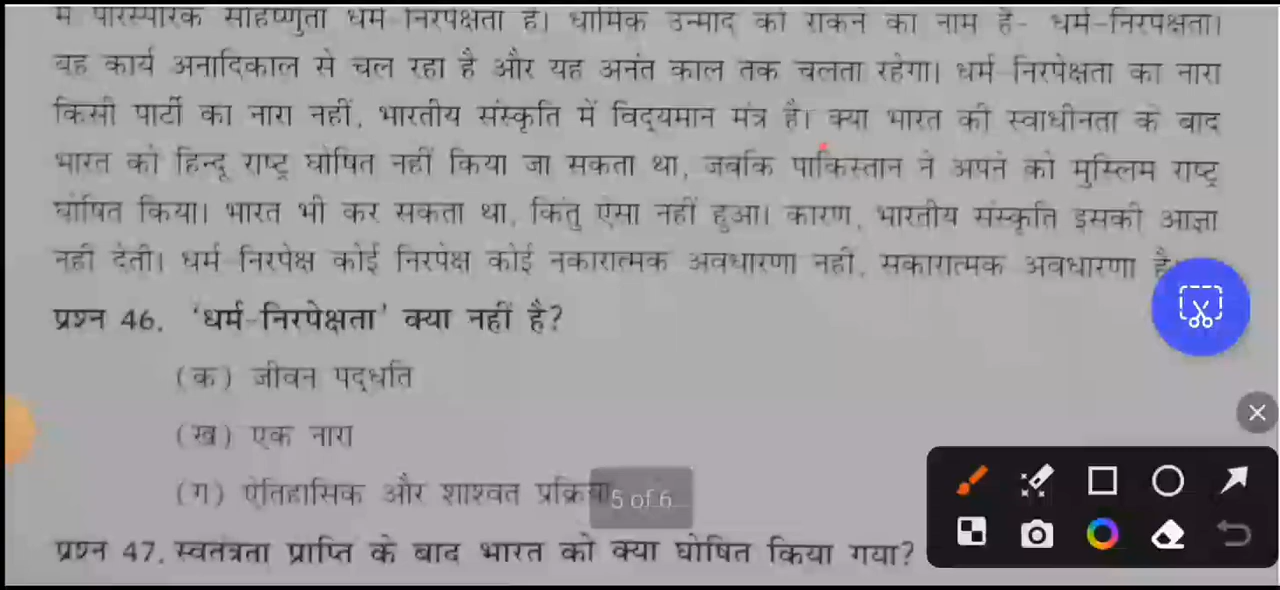 में पारस्पारिक सहिष्णुता धर्म निरपेक्षता है। धार्मिक उन्माद को रोकने का नाम है- धर्म-निरपेक्षता।
वह कार्य अनादिकाल से चल रहा है और यह अनंत काल तक चलता रहेगा। धर्म निरपेक्षता का नारा
किसी पार्टी का नारा नहीं, भारतीय संस्कृति में विद्यमान मंत्र है। क्या भारत की स्वाधीनता के बाद
भारत को हिन्दू राष्ट्र घोषित नहीं किया जा सकता था, जबकि पाकिस्तान ने अपने को मुस्लिम राष्ट्र
घोषित किया। भारत भी कर सकता था, किंतु ऐसा नहीं हुआ। कारण, भारतीय संस्कृति इसकी आज्ञा
नहीं देती। धर्म निरपेक्ष कोई निरपेक्ष कोई नकारात्मक अवधारणा नहीं, सकारात्मक अवधारणा है।
प्रश्न 46. 'धर्म-निरपेक्षता' क्या नहीं है?
(क) जीवन पद्धति
(ख) एक नारा
(ग) ऐतिहासिक और शाश्वत प्रक्रिया
5 of 6
प्रश्न 47. स्वतंत्रता प्राप्ति के बाद भारत को क्या घोषित किया गया?